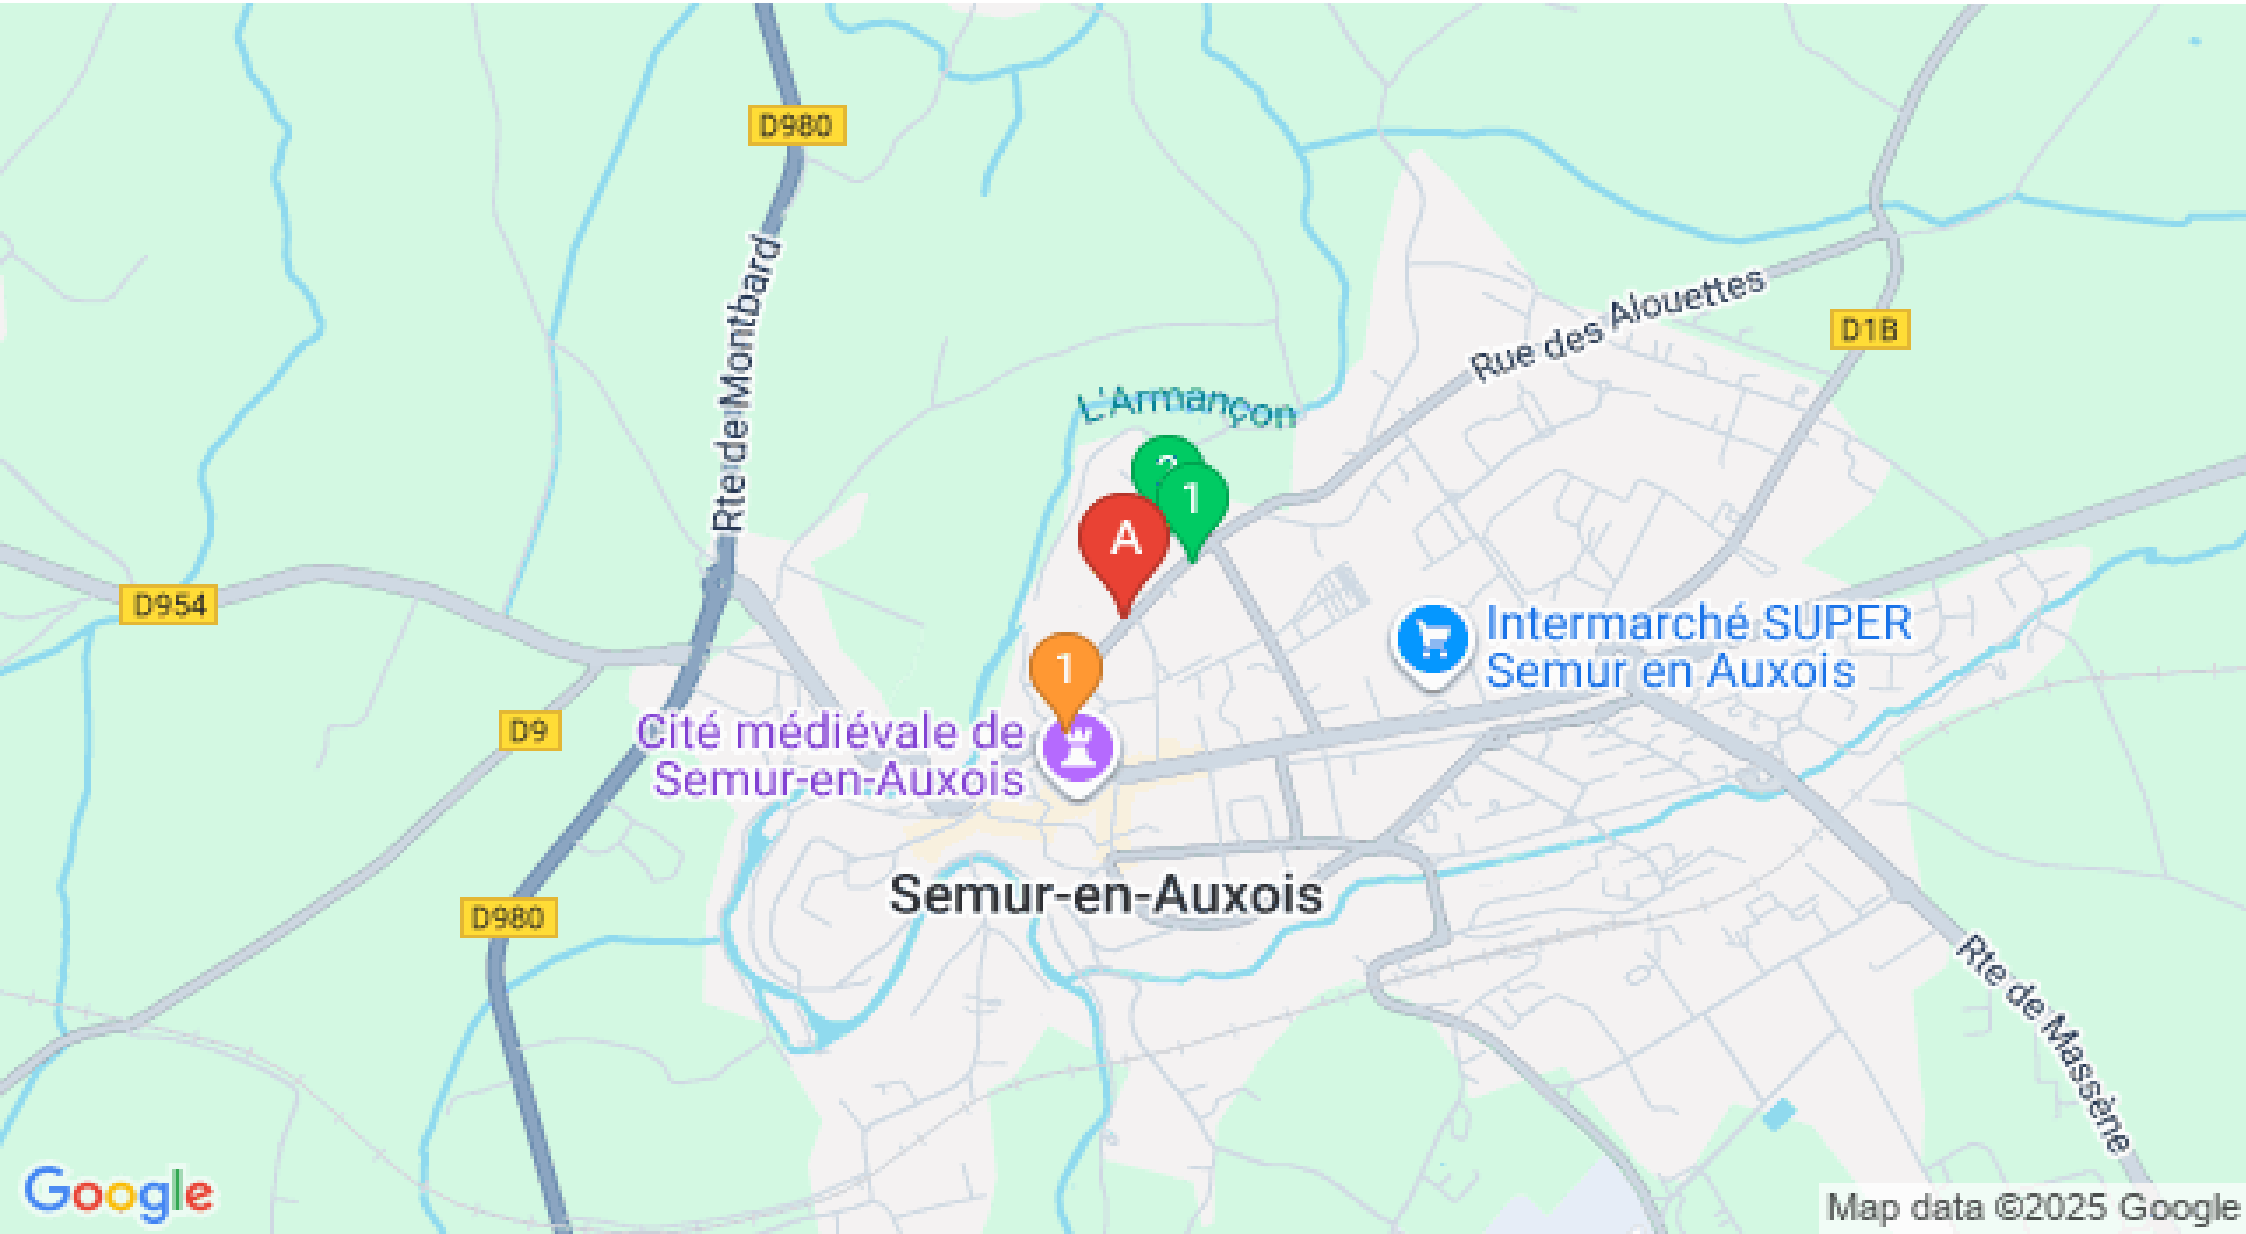 D980
Rte de Montbard
Rue des Alouettes
D1B
L'Armançon
2
1
A
D954
Intermarché SUPER
Semur en Auxois
1
D9
Cité médiévale de
Semur-en-Auxois
Semur-en-Auxois
D980
Rte de Massène
Google
Map data ©2025 Google